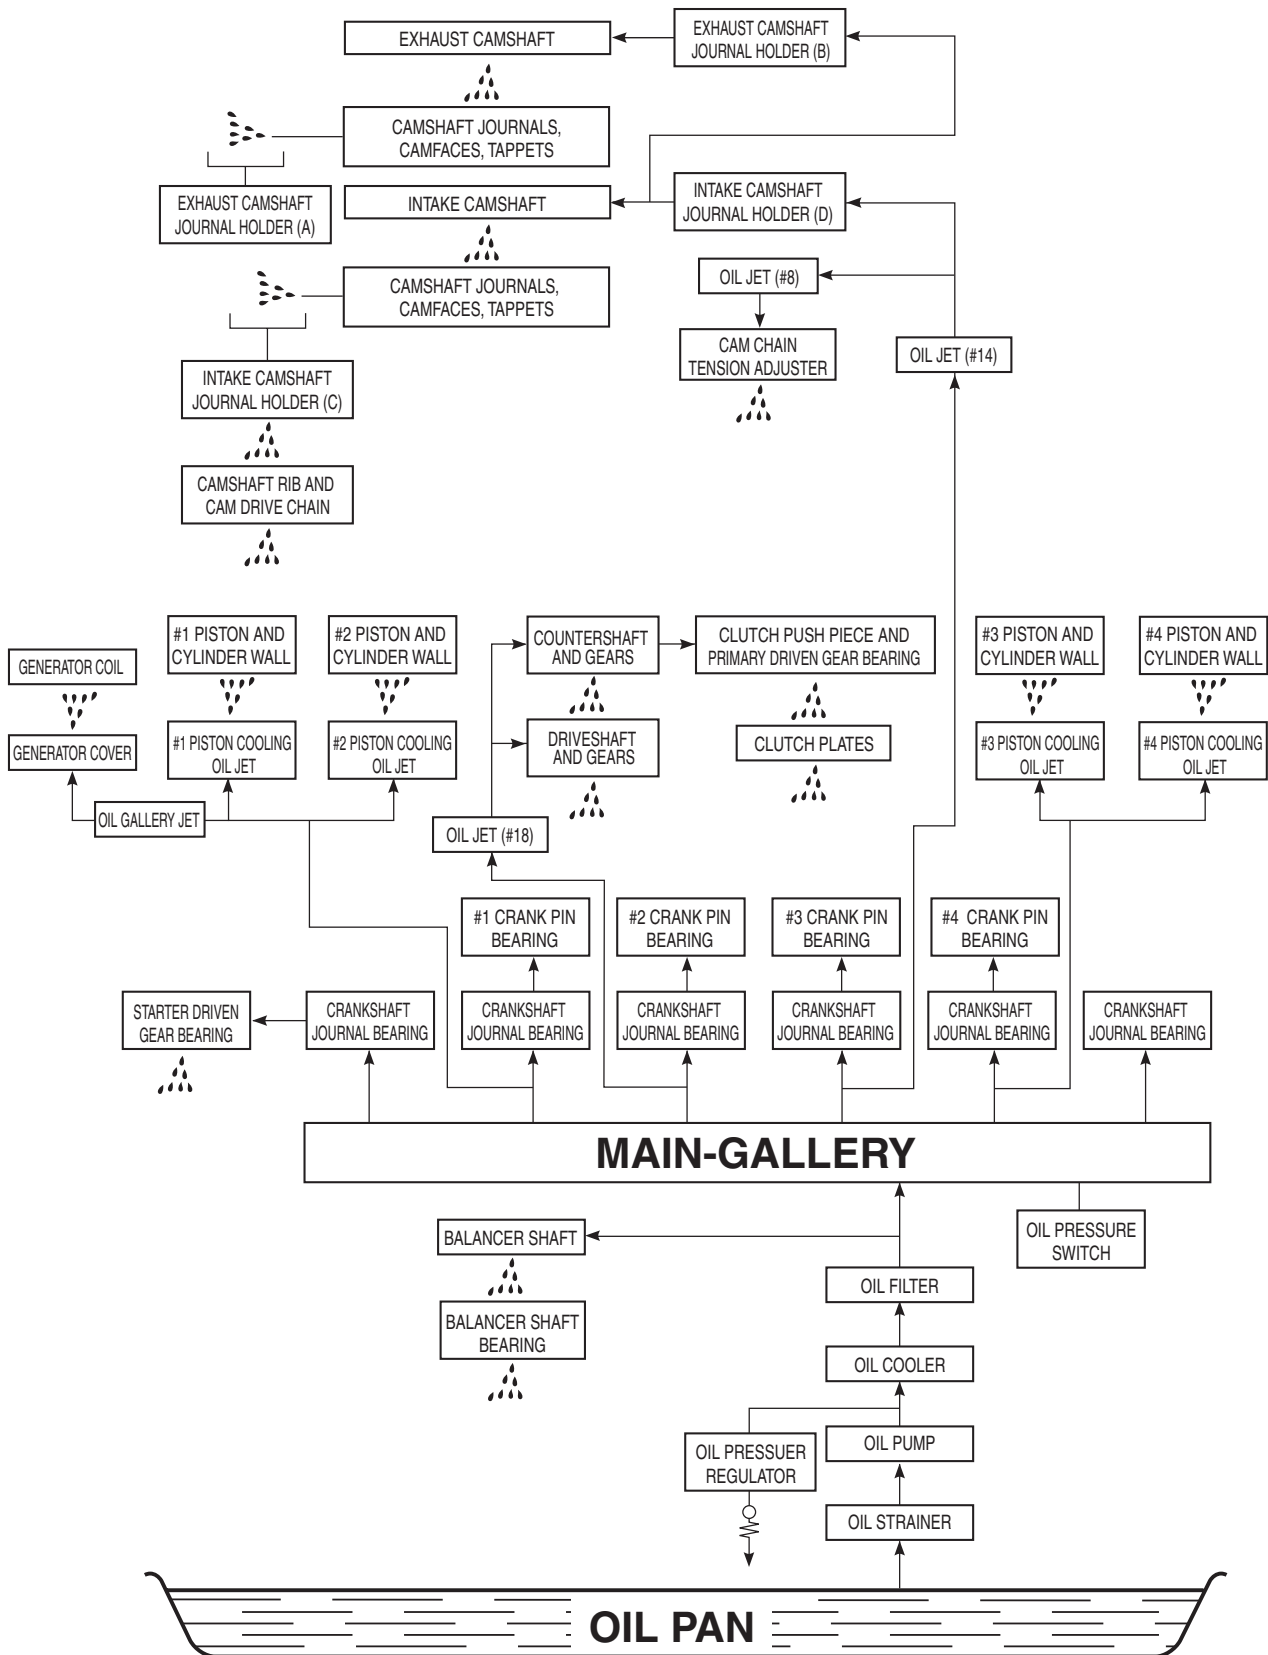 EXHAUST CAMSHAFT
EXHAUST CAMSHAFT
JOURNAL HOLDER (B)
CAMSHAFT JOURNALS,
CAMFACES, TAPPETS
EXHAUST CAMSHAFT
JOURNAL HOLDER (A)
INTAKE CAMSHAFT
INTAKE CAMSHAFT
JOURNAL HOLDER (D)
CAMSHAFT JOURNALS,
CAMFACES, TAPPETS
OIL JET (#8)
CAM CHAIN
TENSION ADJUSTER
OIL JET (#14)
INTAKE CAMSHAFT
JOURNAL HOLDER (C)
CAMSHAFT RIB AND
CAM DRIVE CHAIN
GENERATOR COIL
#1 PISTON AND
CYLINDER WALL
#2 PISTON AND
CYLINDER WALL
COUNTERSHAFT
AND GEARS
CLUTCH PUSH PIECE AND
PRIMARY DRIVEN GEAR BEARING
#3 PISTON AND
CYLINDER WALL
#4 PISTON AND
CYLINDER WALL
GENERATOR COVER
#1 PISTON COOLING
OIL JET
#2 PISTON COOLING
OIL JET
DRIVESHAFT
AND GEARS
CLUTCH PLATES
#3 PISTON COOLING
OIL JET
#4 PISTON COOLING
OIL JET
OIL GALLERY JET
OIL JET (#18)
#1 CRANK PIN
BEARING
#2 CRANK PIN
BEARING
#3 CRANK PIN
BEARING
#4 CRANK PIN
BEARING
STARTER DRIVEN
GEAR BEARING
CRANKSHAFT
JOURNAL BEARING
CRANKSHAFT
JOURNAL BEARING
CRANKSHAFT
JOURNAL BEARING
CRANKSHAFT
JOURNAL BEARING
CRANKSHAFT
JOURNAL BEARING
CRANKSHAFT
JOURNAL BEARING
MAIN-GALLERY
BALANCER SHAFT
OIL PRESSURE
SWITCH
OIL FILTER
BALANCER SHAFT
BEARING
OIL COOLER
OIL PRESSUER
REGULATOR
OIL PUMP
OIL STRAINER
OIL PAN